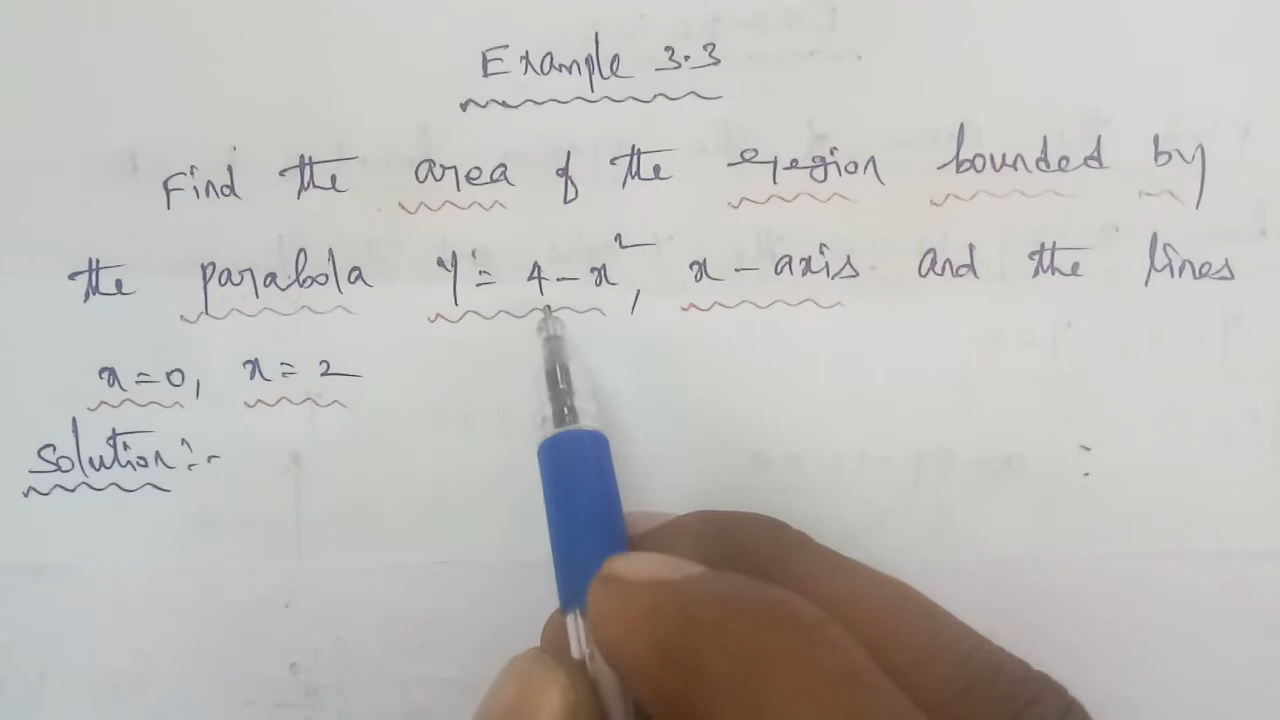 Example 3.3
Find the area of the region bounded by
the parabola y = 4 - x², x - axis and the lines
x = 0, x = 2
Solution:-